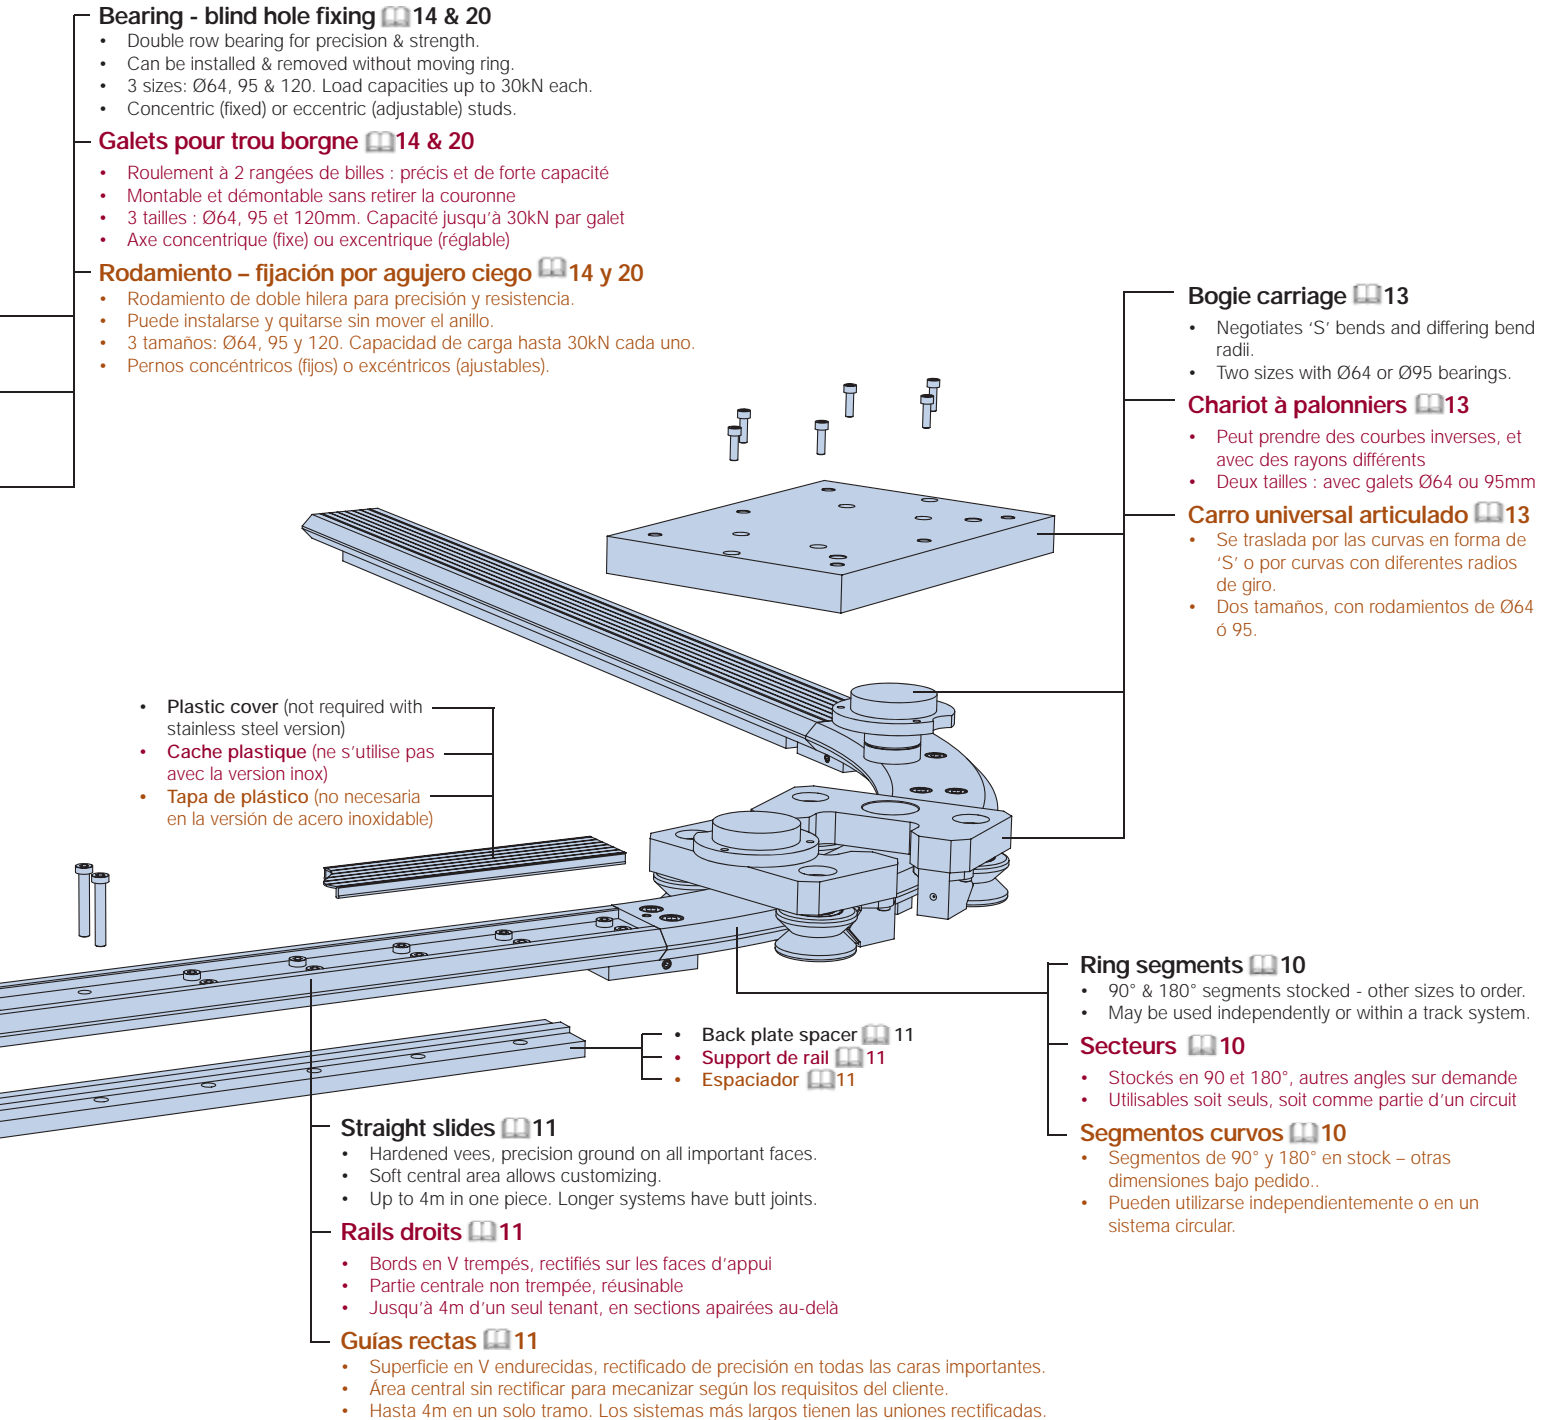 Bearing - blind hole fixing 14 & 20
• Double row bearing for precision & strength.
• Can be installed & removed without moving ring.
• 3 sizes: Ø64, 95 & 120. Load capacities up to 30kN each.
• Concentric (fixed) or eccentric (adjustable) studs.
Galets pour trou borgne 14 & 20
• Roulement à 2 rangées de billes : précis et de forte capacité
• Montable et démontable sans retirer la couronne
• 3 tailles : Ø64, 95 et 120mm. Capacité jusqu'à 30kN par galet
• Axe concentrique (fixe) ou excentrique (réglable)
Rodamiento – fijación por agujero ciego 14 y 20
• Rodamiento de doble hilera para precisión y resistencia.
• Puede instalarse y quitarse sin mover el anillo.
• 3 tamaños: Ø64, 95 y 120. Capacidad de carga hasta 30kN cada uno.
• Pernos concéntricos (fijos) o excéntricos (ajustables).
Bogie carriage 13
• Negotiates ‘S’ bends and differing bend
radii.
• Two sizes with Ø64 or Ø95 bearings.
Chariot à palonniers 13
• Peut prendre des courbes inverses, et
avec des rayons différents
• Deux tailles : avec galets Ø64 ou 95mm
Carro universal articulado 13
• Se traslada por las curvas en forma de
‘S’ o por curvas con diferentes radios
de giro.
• Dos tamaños, con rodamientos de Ø64
ó 95.
• Plastic cover (not required with
stainless steel version)
• Cache plastique (ne s'utilise pas
avec la version inox)
• Tapa de plástico (no necesaria
en la versión de acero inoxidable)
Ring segments 10
• 90° & 180° segments stocked - other sizes to order.
• May be used independently or within a track system.
Secteurs 10
• Stockés en 90 et 180°, autres angles sur demande
• Utilisables soit seuls, soit comme partie d'un circuit
Segmentos curvos 10
• Segmentos de 90° y 180° en stock – otras
dimensiones bajo pedido..
• Pueden utilizarse independientemente o en un
sistema circular.
• Back plate spacer 11
• Support de rail 11
• Espaciador 11
Straight slides 11
• Hardened vees, precision ground on all important faces.
• Soft central area allows customizing.
• Up to 4m in one piece. Longer systems have butt joints.
Rails droits 11
• Bords en V trempés, rectifiés sur les faces d'appui
• Partie centrale non trempée, réusinable
• Jusqu'à 4m d'un seul tenant, en sections apairées au-delà
Guías rectas 11
• Superficie en V endurecidas, rectificado de precisión en todas las caras importantes.
• Área central sin rectificar para mecanizar según los requisitos del cliente.
• Hasta 4m en un solo tramo. Los sistemas más largos tienen las uniones rectificadas.